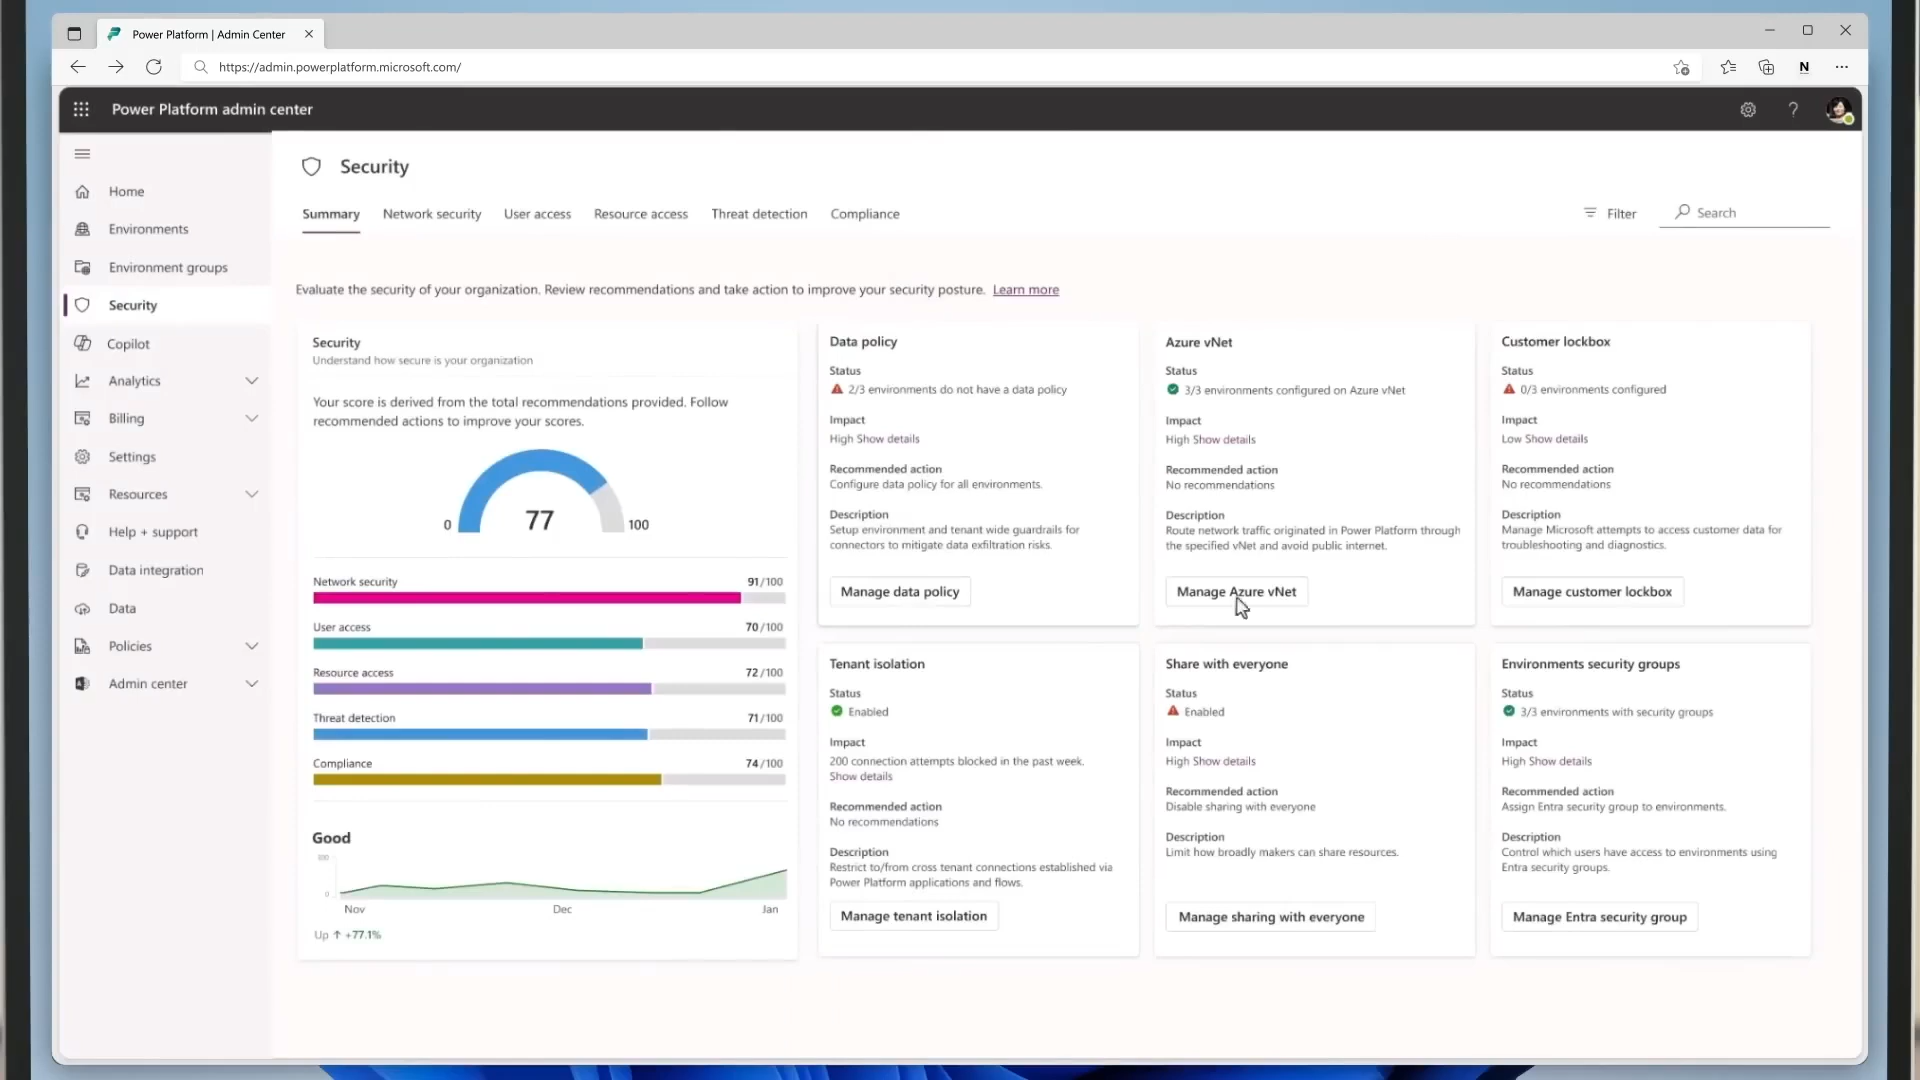 Power Platform | Admin Center
https://admin.powerplatform.microsoft.com/
N
Power Platform admin center
?
Home
Environments
Environment groups
Security
Copilot
Analytics
Billing
Settings
Resources
Help + support
Data integration
Data
Policies
Admin center
Security
Summary
Network security
User access
Resource access
Threat detection
Compliance
Filter
Search
Evaluate the security of your organization. Review recommendations and take action to improve your security posture. Learn more
Security
Understand how secure is your organization
Your score is derived from the total recommendations provided. Follow
recommended actions to improve your scores.
0
77
100
Network security 91/100
User access 70/100
Resource access 72/100
Threat detection 71/100
Compliance 74/100
Good
100
0
Nov Dec Jan
Up ↑ +77.1%
Data policy
Status
2/3 environments do not have a data policy
Impact
High Show details
Recommended action
Configure data policy for all environments.
Description
Setup environment and tenant wide guardrails for
connectors to mitigate data exfiltration risks.
Manage data policy
Azure vNet
Status
3/3 environments configured on Azure vNet
Impact
High Show details
Recommended action
No recommendations
Description
Route network traffic originated in Power Platform through
the specified vNet and avoid public internet.
Manage Azure vNet
Customer lockbox
Status
0/3 environments configured
Impact
Low Show details
Recommended action
No recommendations
Description
Manage Microsoft attempts to access customer data for
troubleshooting and diagnostics.
Manage customer lockbox
Tenant isolation
Status
Enabled
Impact
200 connection attempts blocked in the past week.
Show details
Recommended action
No recommendations
Description
Restrict to/from cross tenant connections established via
Power Platform applications and flows.
Manage tenant isolation
Share with everyone
Status
Enabled
Impact
High Show details
Recommended action
Disable sharing with everyone
Description
Limit how broadly makers can share resources.
Manage sharing with everyone
Environments security groups
Status
3/3 environments with security groups
Impact
High Show details
Recommended action
Assign Entra security group to environments.
Description
Control which users have access to environments using
Entra security groups.
Manage Entra security group